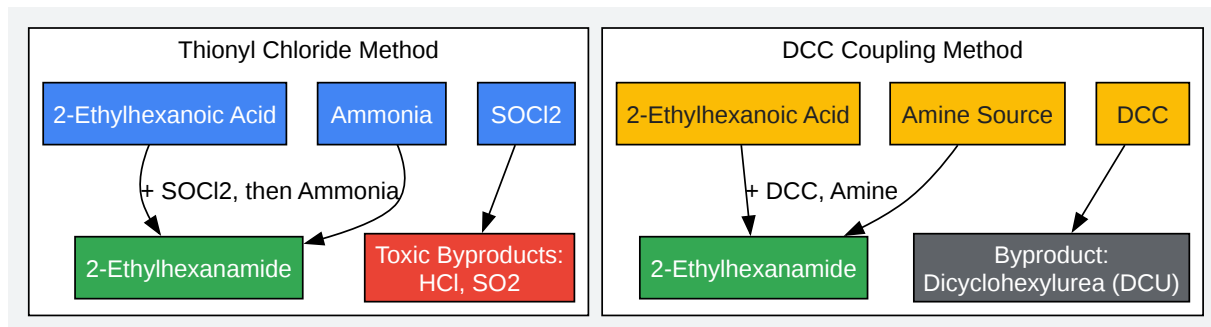 Thionyl Chloride Method
2-Ethylhexanoic Acid
Ammonia
SOCl2
+ SOCl2, then Ammonia
2-Ethylhexanamide
Toxic Byproducts:
HCl, SO2
DCC Coupling Method
2-Ethylhexanoic Acid
Amine Source
DCC
+ DCC, Amine
2-Ethylhexanamide
Byproduct:
Dicyclohexylurea (DCU)